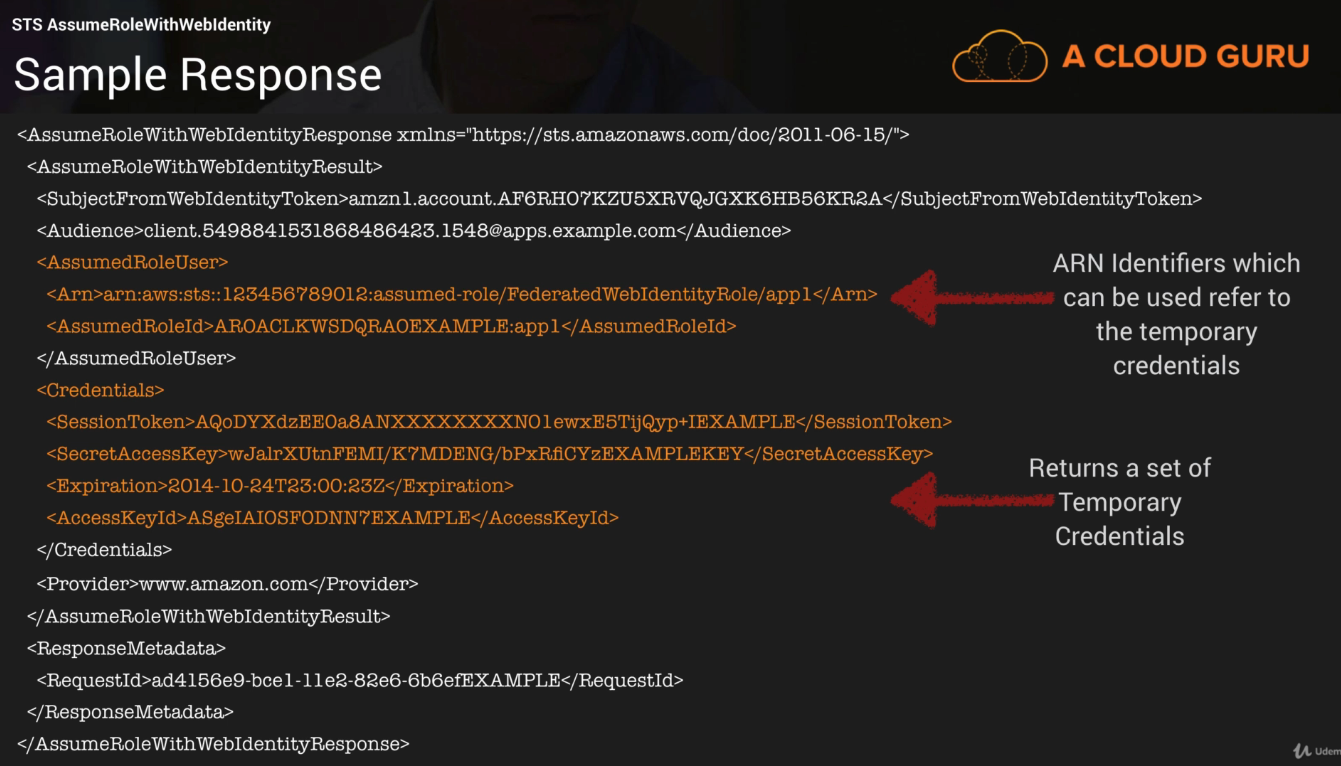 STS AssumeRoleWithWebIdentity
Sample Response
A CLOUD GURU
<AssumeRoleWithWebIdentityResponse xmlns="https://sts.amazonaws.com/doc/2011-06-15/">
<AssumeRoleWithWebIdentityResult>
<SubjectFromWebIdentityToken>amzn1.account.AF6RHO7KZU5XRVQJGXK6HB56KR2A</SubjectFromWebIdentityToken>
<Audience>client.5498841531868486423.1548@apps.example.com</Audience>
<AssumedRoleUser>
<Arn>arn:aws:sts::123456789012:assumed-role/FederatedWebIdentityRole/app1</Arn>
<AssumedRoleId>AROACLKWSDQRAOEXAMPLE:app1</AssumedRoleId>
</AssumedRoleUser>
ARN Identifiers which
can be used refer to
the temporary
credentials
<Credentials>
<SessionToken>AQoDYXdzEE0a8ANXXXXXXXXNO1ewxE5TijQyp+IEXAMPLE</SessionToken>
<SecretAccessKey>wJalrXUtnFEMI/K7MDENG/bPxRfiCYzEXAMPLEKEY</SecretAccessKey>
<Expiration>2014-10-24T23:00:23Z</Expiration>
<AccessKeyId>ASgeIAIOSFODNN7EXAMPLE</AccessKeyId>
</Credentials>
Returns a set of
Temporary
Credentials
<Provider>www.amazon.com</Provider>
</AssumeRoleWithWebIdentityResult>
<ResponseMetadata>
<RequestId>ad4156e9-bce1-11e2-82e6-6b6efEXAMPLE</RequestId>
</ResponseMetadata>
</AssumeRoleWithWebIdentityResponse>
Udem